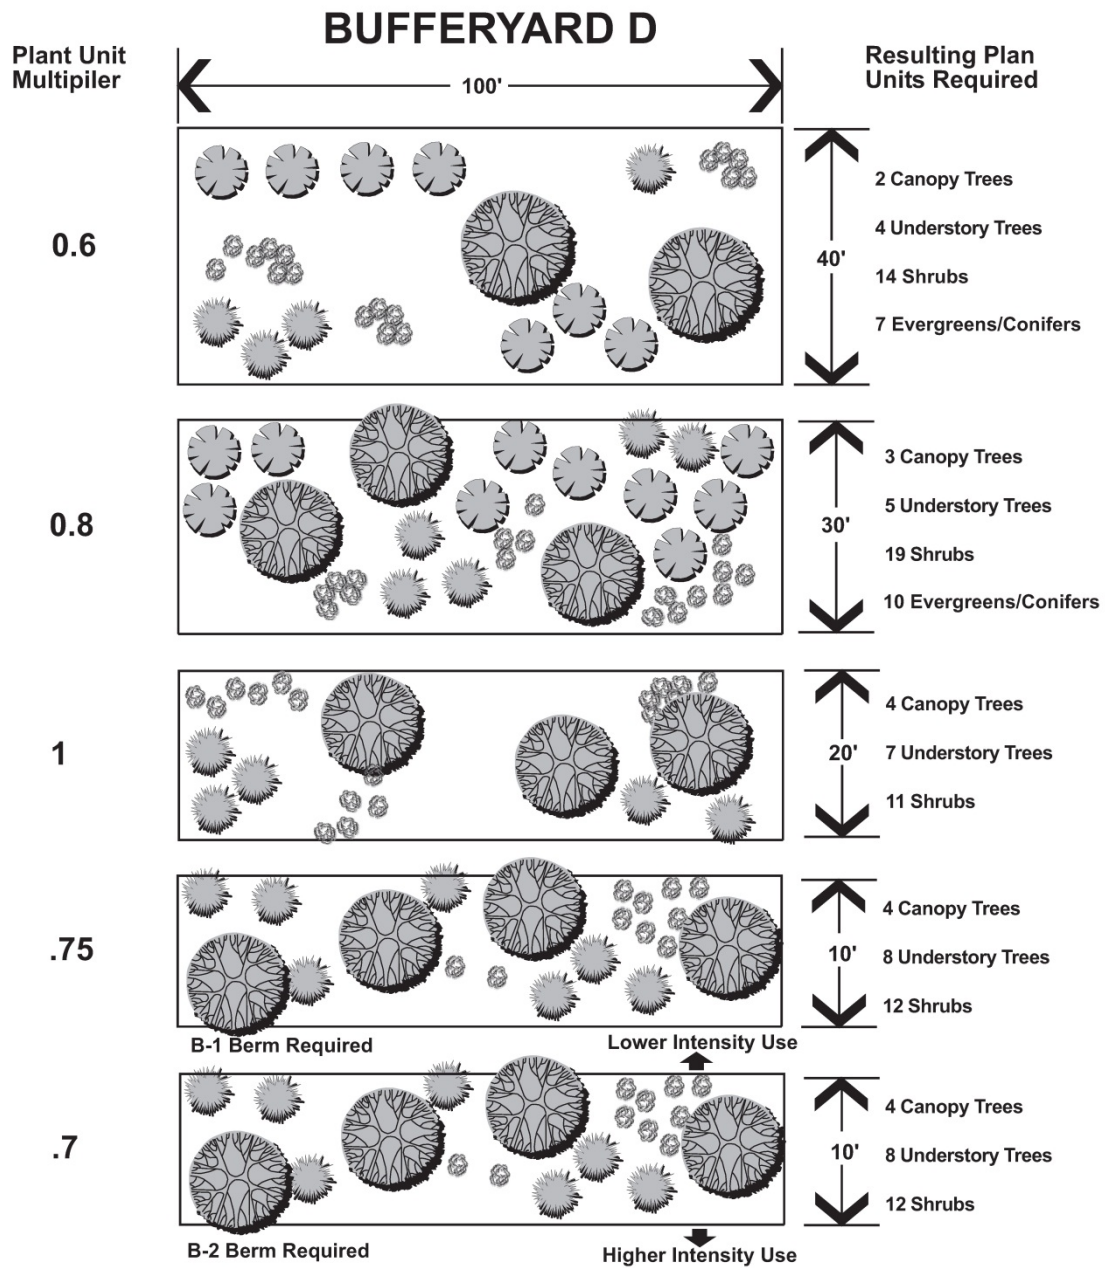 BUFFERYARD D
Plant Unit
Multipiler
100'
Resulting Plan
Units Required
0.6
40'
2 Canopy Trees
4 Understory Trees
14 Shrubs
7 Evergreens/Conifers
0.8
30'
3 Canopy Trees
5 Understory Trees
19 Shrubs
10 Evergreens/Conifers
1
20'
4 Canopy Trees
7 Understory Trees
11 Shrubs
.75
10'
4 Canopy Trees
8 Understory Trees
12 Shrubs
B-1 Berm Required
Lower Intensity Use
.7
10'
4 Canopy Trees
8 Understory Trees
12 Shrubs
B-2 Berm Required
Higher Intensity Use